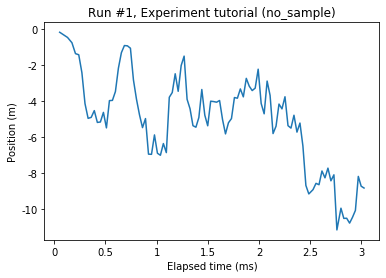 Run #1, Experiment tutorial (no_sample)
Position (m)
0
-2
-4
-6
-8
-10
0 0.5 1 1.5 2 2.5 3
Elapsed time (ms)